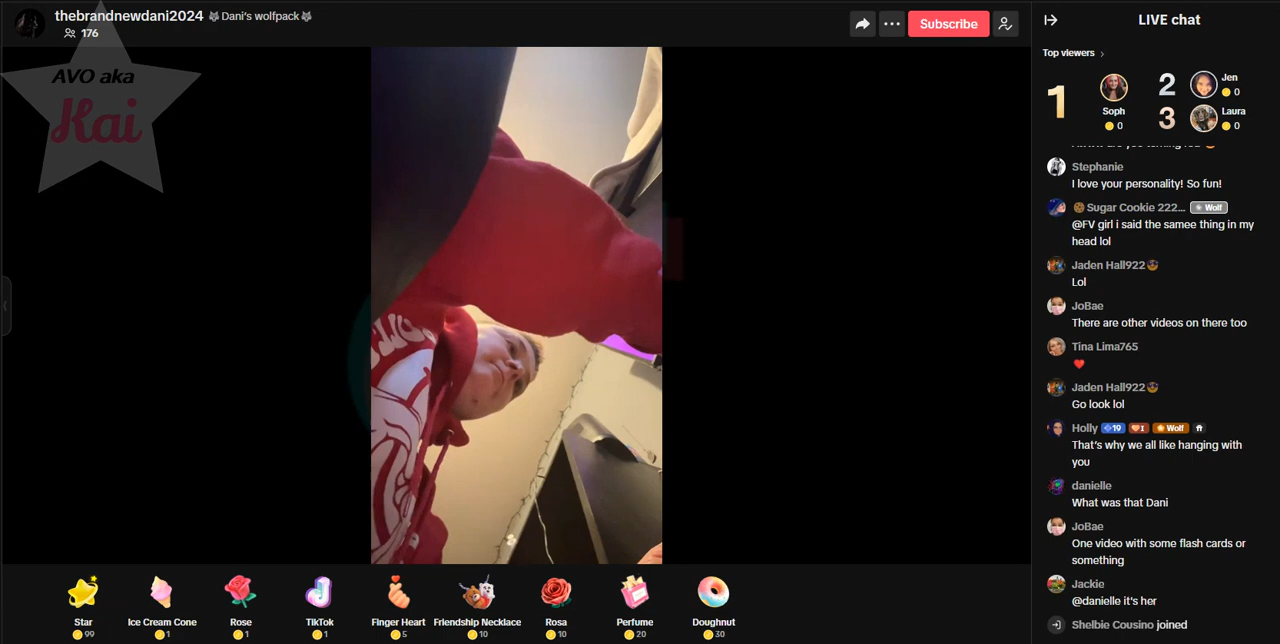 thebrandnewdani2024 🐺Dani's wolfpack🐺
176
Subscribe
AVO aka
Kai
LIVE chat
Top viewers
1
Soph
0
2
Jen
0
3
Laura
0
Stephanie
I love your personality! So fun!
🍪Sugar Cookie 222... Wolf
@FV girl i said the samee thing in my
head lol
Jaden Hall922
Lol
JoBae
There are other videos on there too
Tina Lima765
❤️
Jaden Hall922
Go look lol
Holly 19 I Wolf
That's why we all like hanging with
you
danielle
What was that Dani
JoBae
One video with some flash cards or
something
Jackie
@danielle it's her
Shelbie Cousino joined
Star
99
Ice Cream Cone
1
Rose
1
TikTok
1
Finger Heart
5
Friendship Necklace
10
Rosa
10
Perfume
20
Doughnut
30